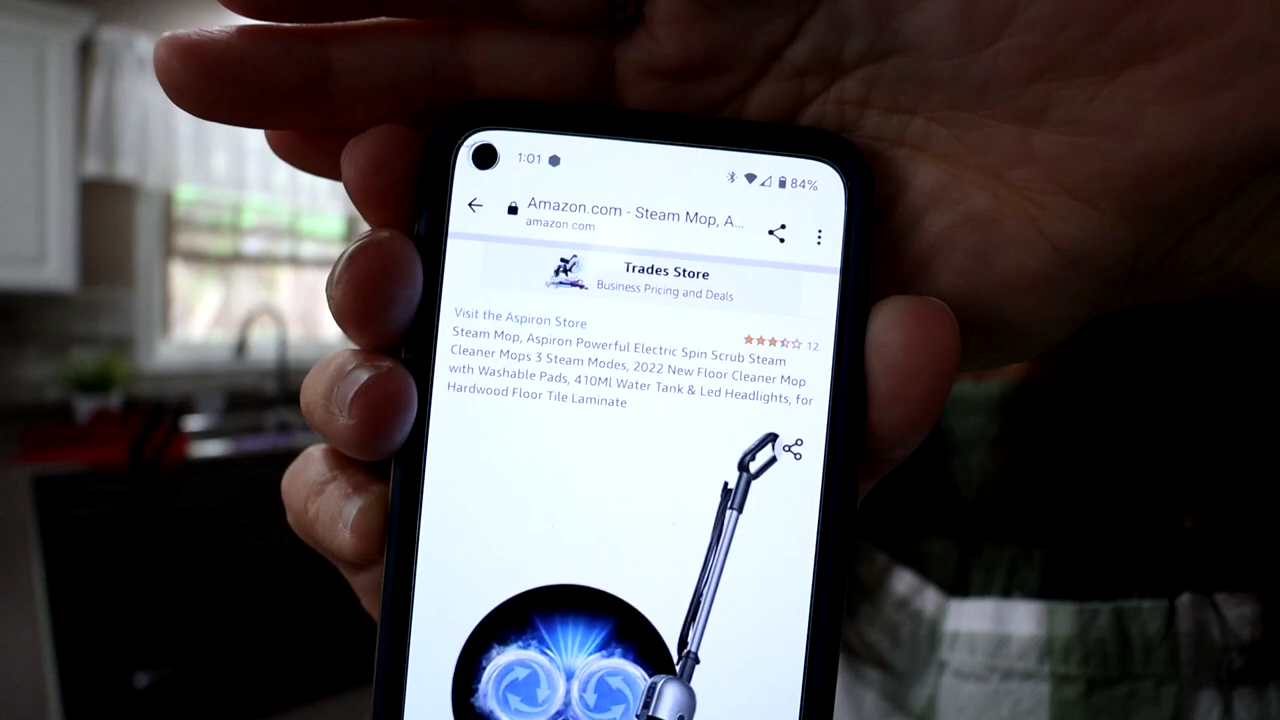 1:01
84%
Amazon.com - Steam Mop, A...
amazon.com
Trades Store
Business Pricing and Deals
Visit the Aspiron Store
12
Steam Mop, Aspiron Powerful Electric Spin Scrub Steam
Cleaner Mops 3 Steam Modes, 2022 New Floor Cleaner Mop
with Washable Pads, 410Ml Water Tank & Led Headlights, for
Hardwood Floor Tile Laminate